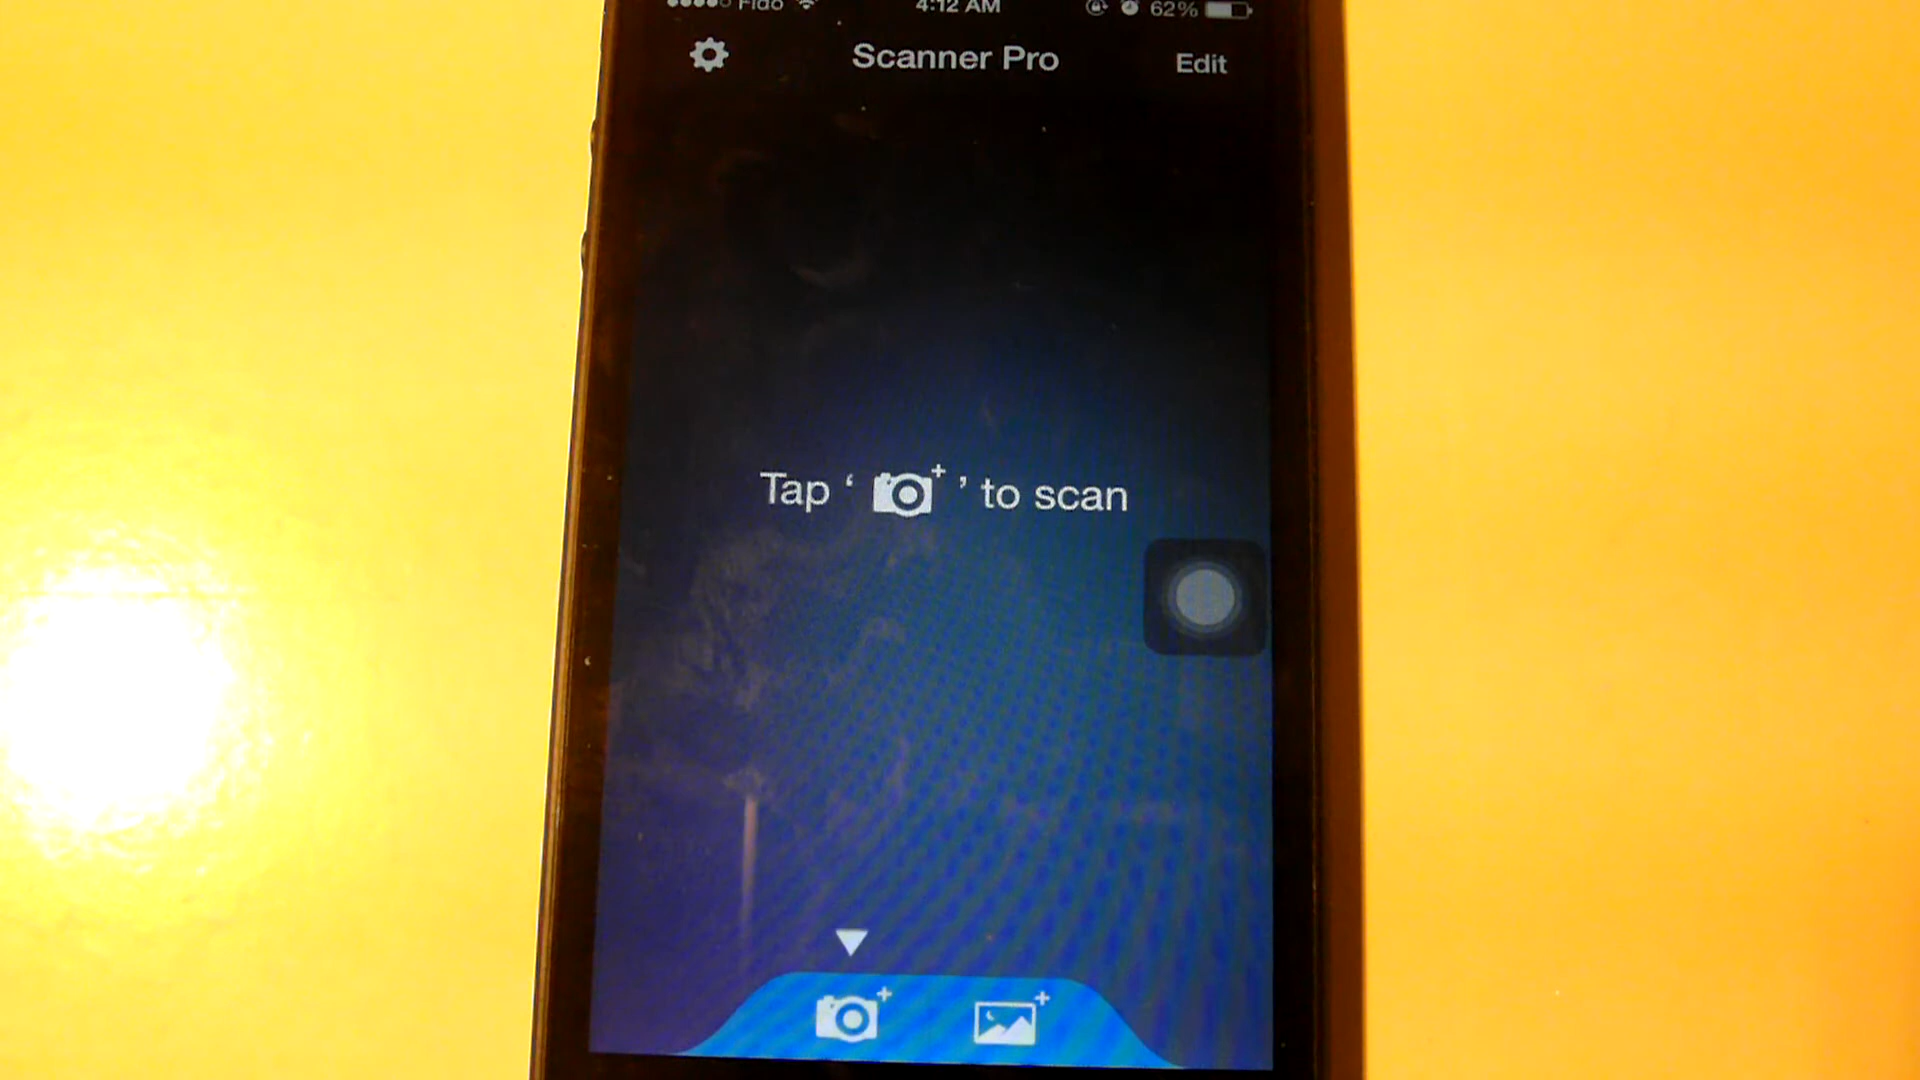 Fido 4:12 AM 62%
Scanner Pro Edit
Tap ‘ ’ to scan